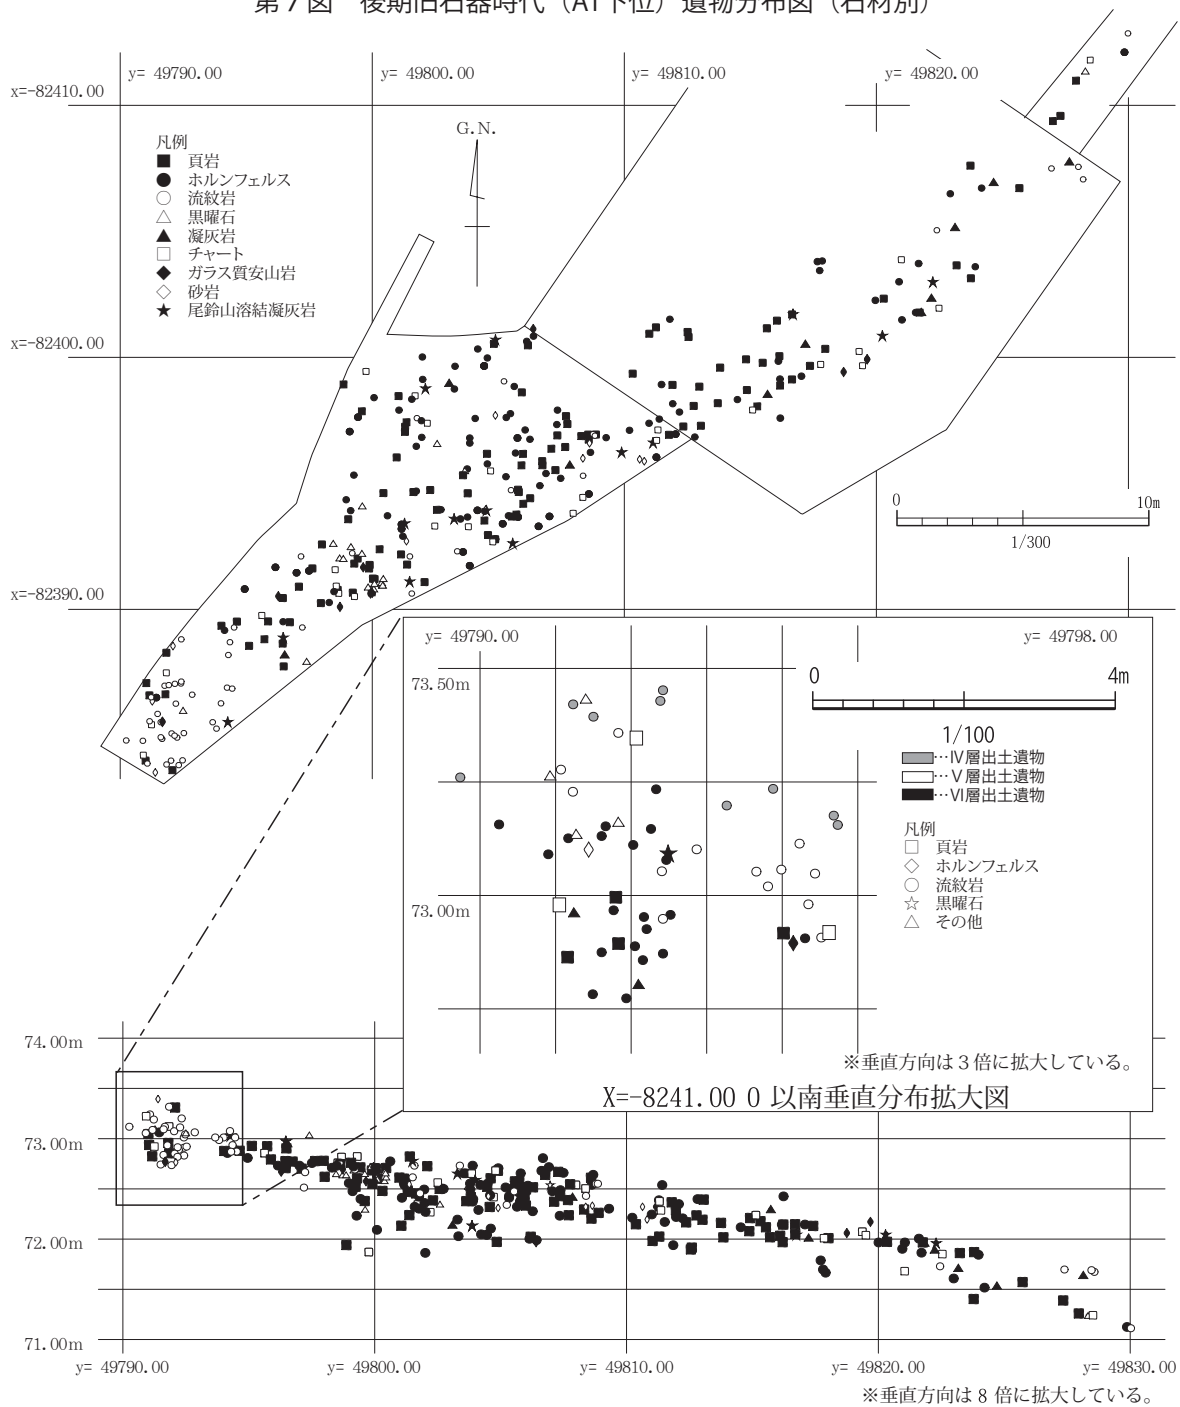 第7図　後期旧石器時代（AT下位）遺物分布図（石材別）
y= 49790.00
y= 49800.00
y= 49810.00
y= 49820.00
x=-82410.00
G.N.
凡例
頁岩
ホルンフェルス
流紋岩
黒曜石
凝灰岩
チャート
ガラス質安山岩
砂岩
尾鈴山溶結凝灰岩
x=-82400.00
0 10m
1/300
x=-82390.00
y= 49790.00
y= 49798.00
73.50m
0 4m
1/100
…Ⅳ層出土遺物
…Ⅴ層出土遺物
…Ⅵ層出土遺物
凡例
頁岩
ホルンフェルス
流紋岩
黒曜石
その他
73.00m
※垂直方向は3倍に拡大している。
X=-8241.00 0 以南垂直分布拡大図
74.00m
73.00m
72.00m
71.00m
y= 49790.00
y= 49800.00
y= 49810.00
y= 49820.00
y= 49830.00
※垂直方向は 8 倍に拡大している。